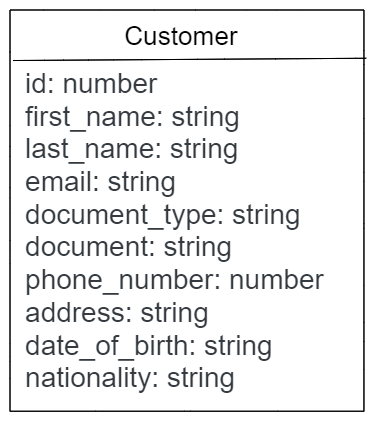 Customer
id: number
first_name: string
last_name: string
email: string
document_type: string
document: string
phone_number: number
address: string
date_of_birth: string
nationality: string